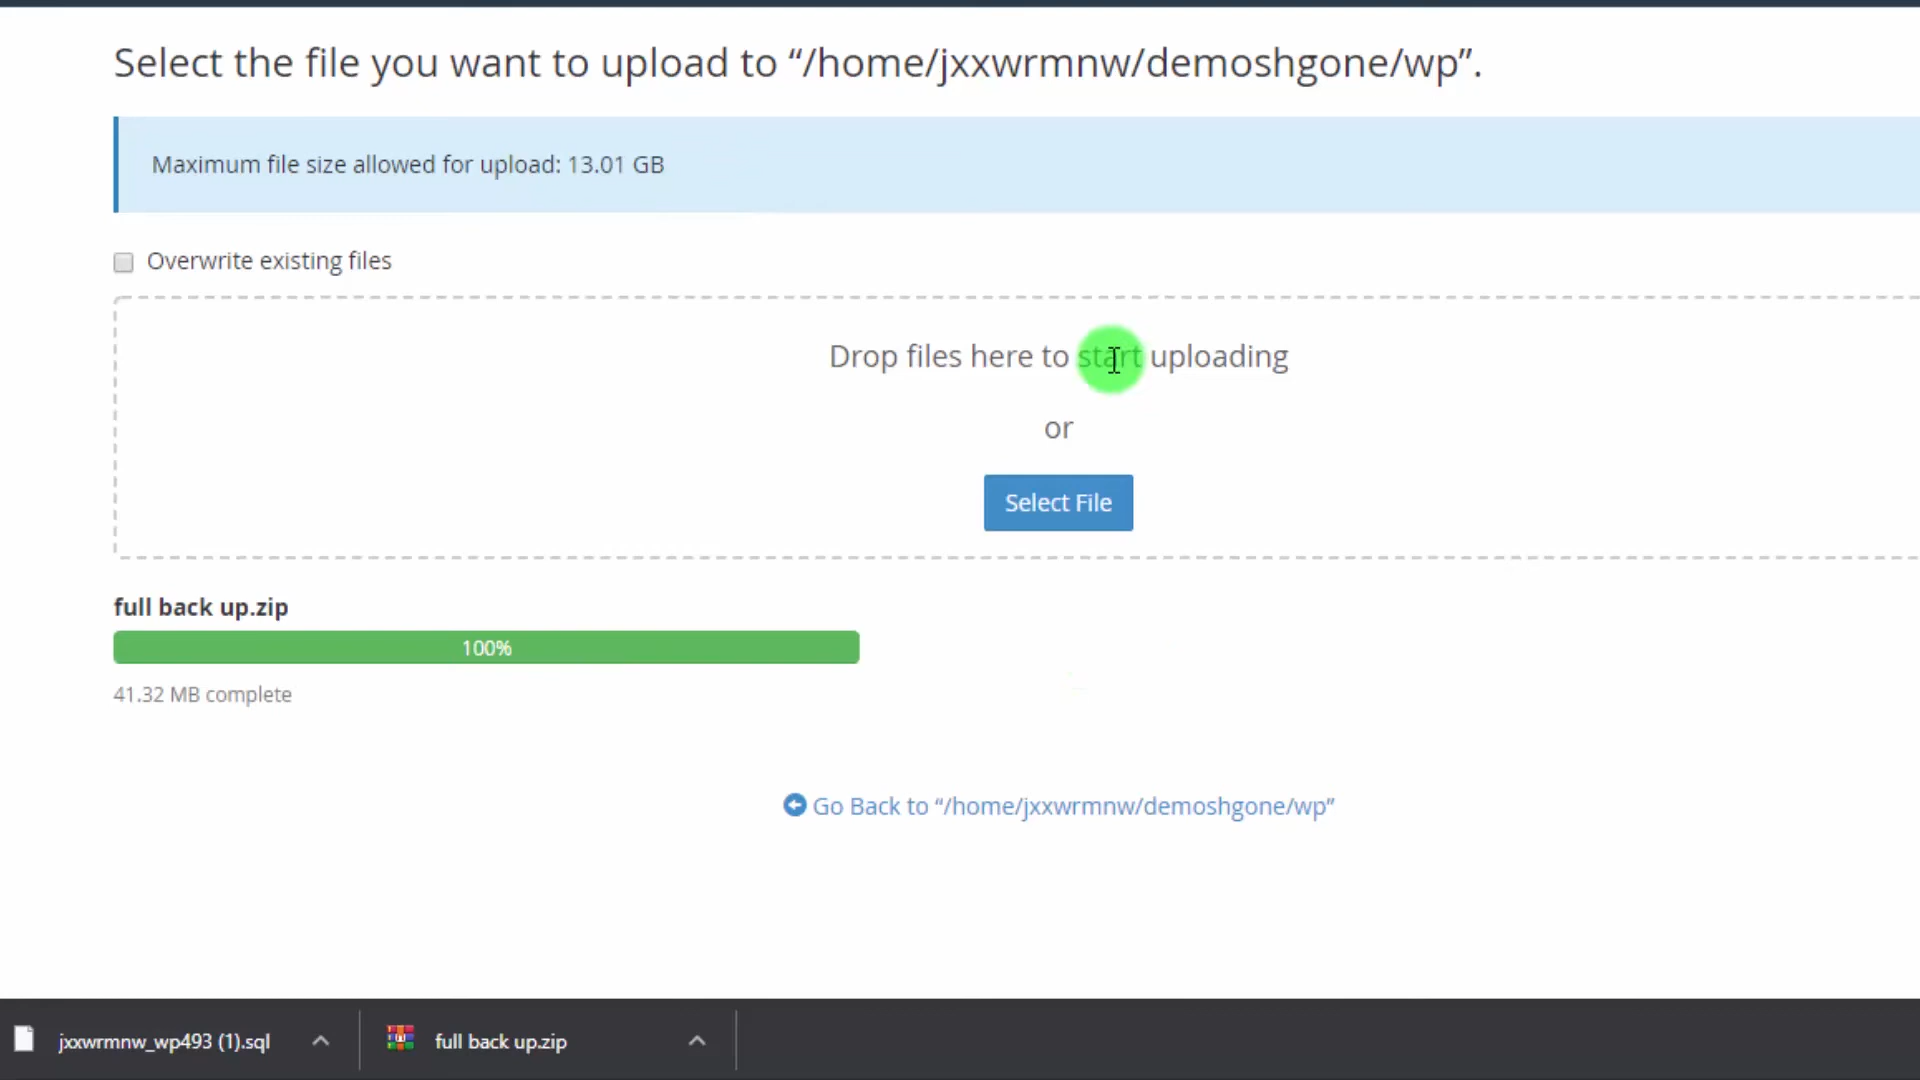 Select the file you want to upload to “/home/jxxwrmnw/demoshgone/wp”.
Maximum file size allowed for upload: 13.01 GB
Overwrite existing files
Drop files here to start uploading
or
Select File
full back up.zip
100%
41.32 MB complete
Go Back to “/home/jxxwrmnw/demoshgone/wp”
jxxwrmnw_wp493 (1).sql
full back up.zip